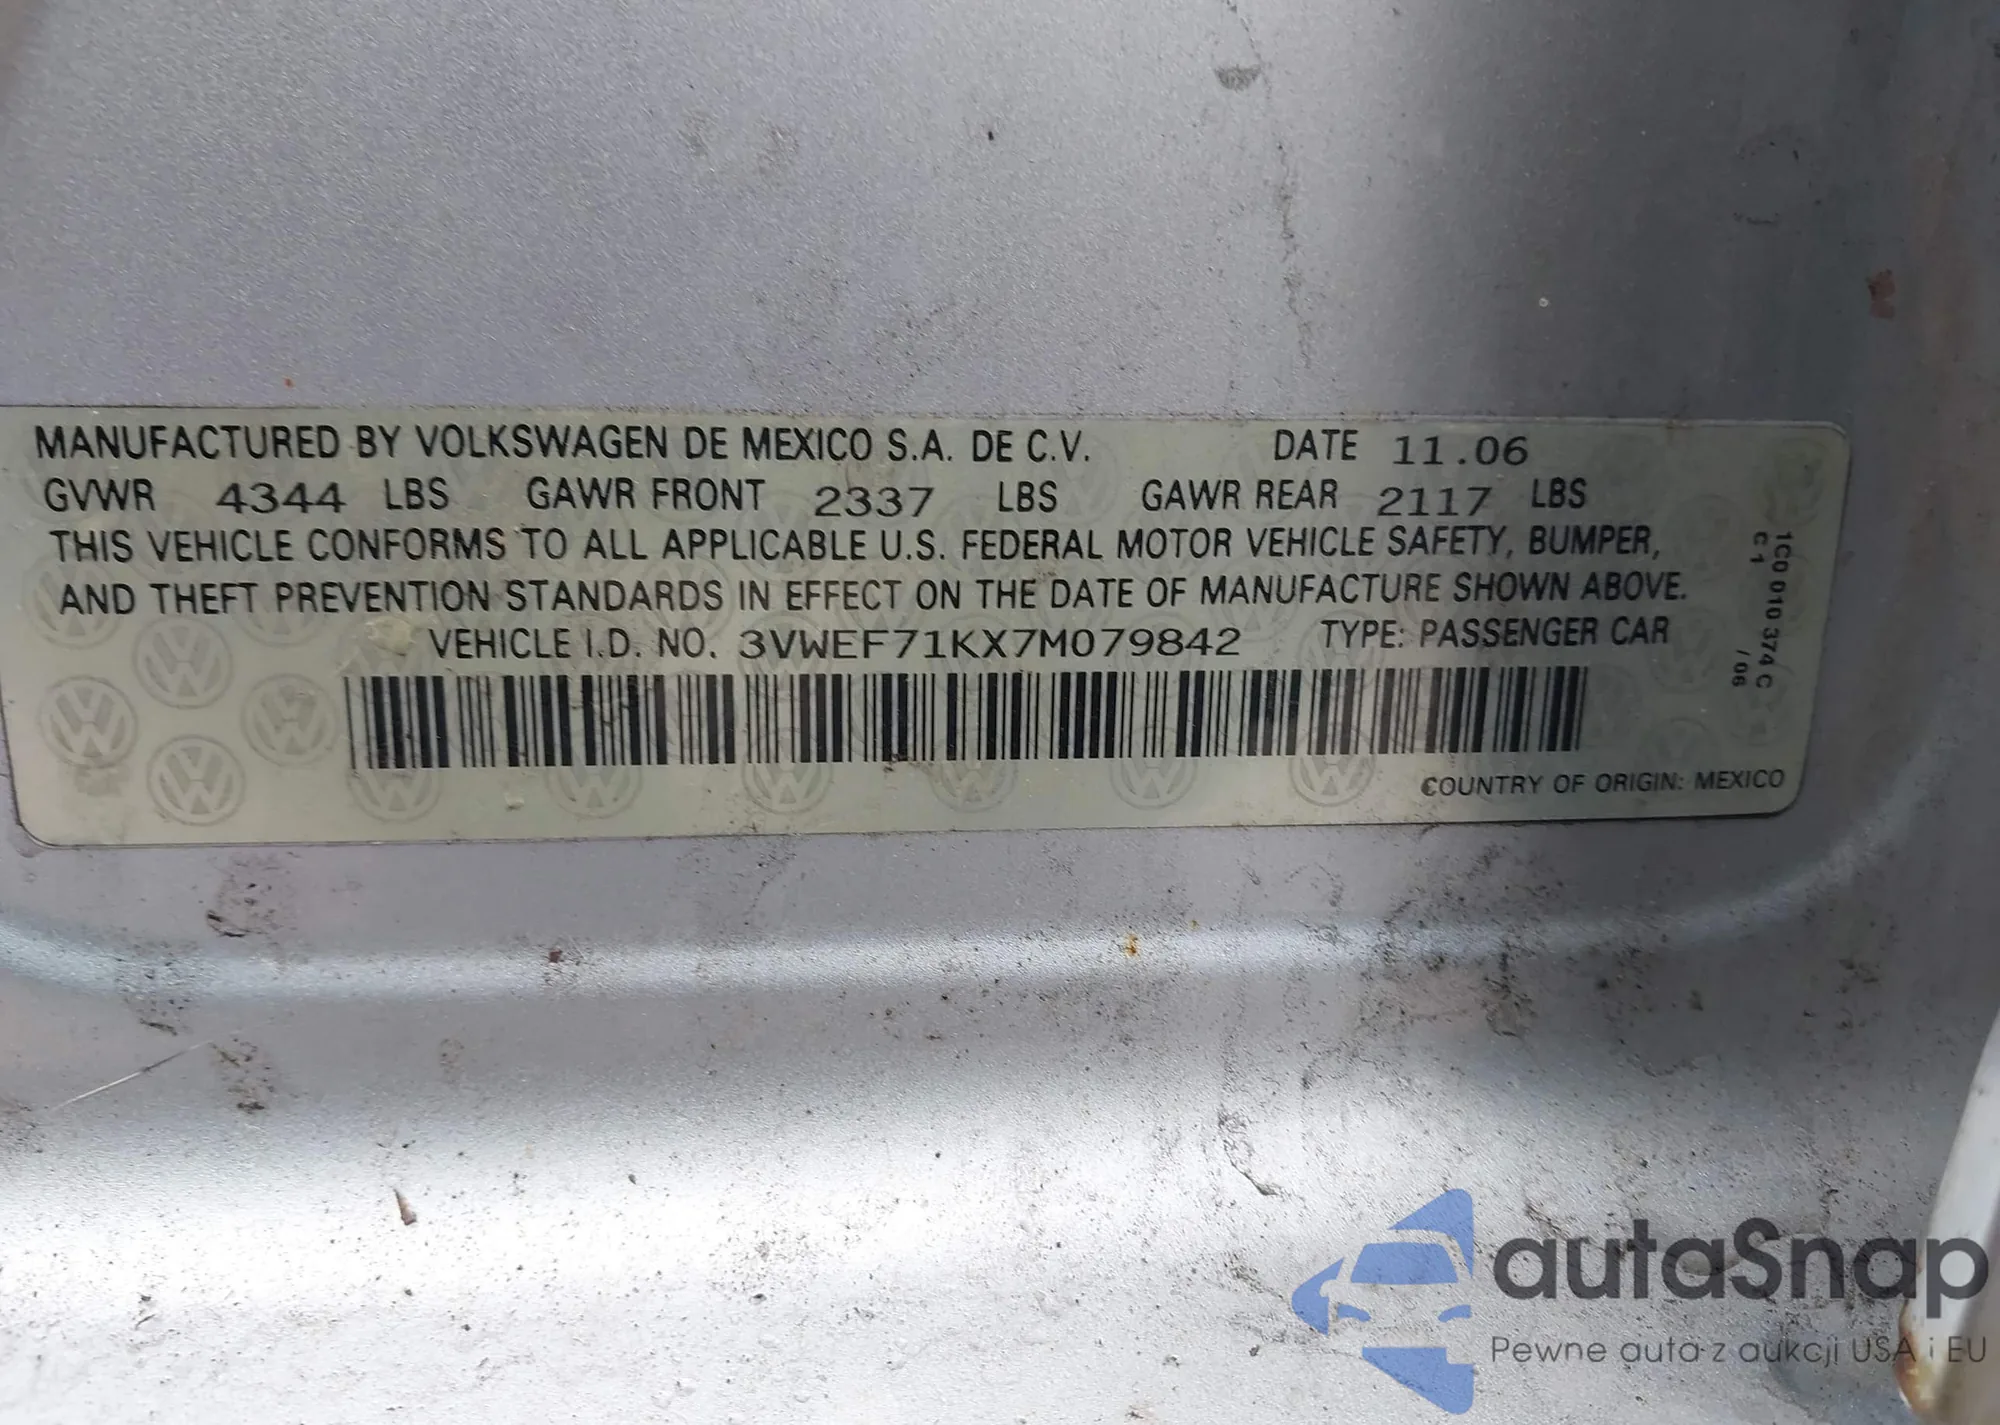 MANUFACTURED BY VOLKSWAGEN DE MEXICO S.A. DE C.V. DATE 11.06
GVWR 4344 LBS GAWR FRONT 2337 LBS GAWR REAR 2117 LBS
THIS VEHICLE CONFORMS TO ALL APPLICABLE U.S. FEDERAL MOTOR VEHICLE SAFETY, BUMPER,
AND THEFT PREVENTION STANDARDS IN EFFECT ON THE DATE OF MANUFACTURE SHOWN ABOVE.
VEHICLE I.D. NO. 3VWEF71KX7M079842 TYPE: PASSENGER CAR
COUNTRY OF ORIGIN: MEXICO
1C0 010 374 C
C 1 / 06
autaSnap
Pewne auta z aukcji USA i EU